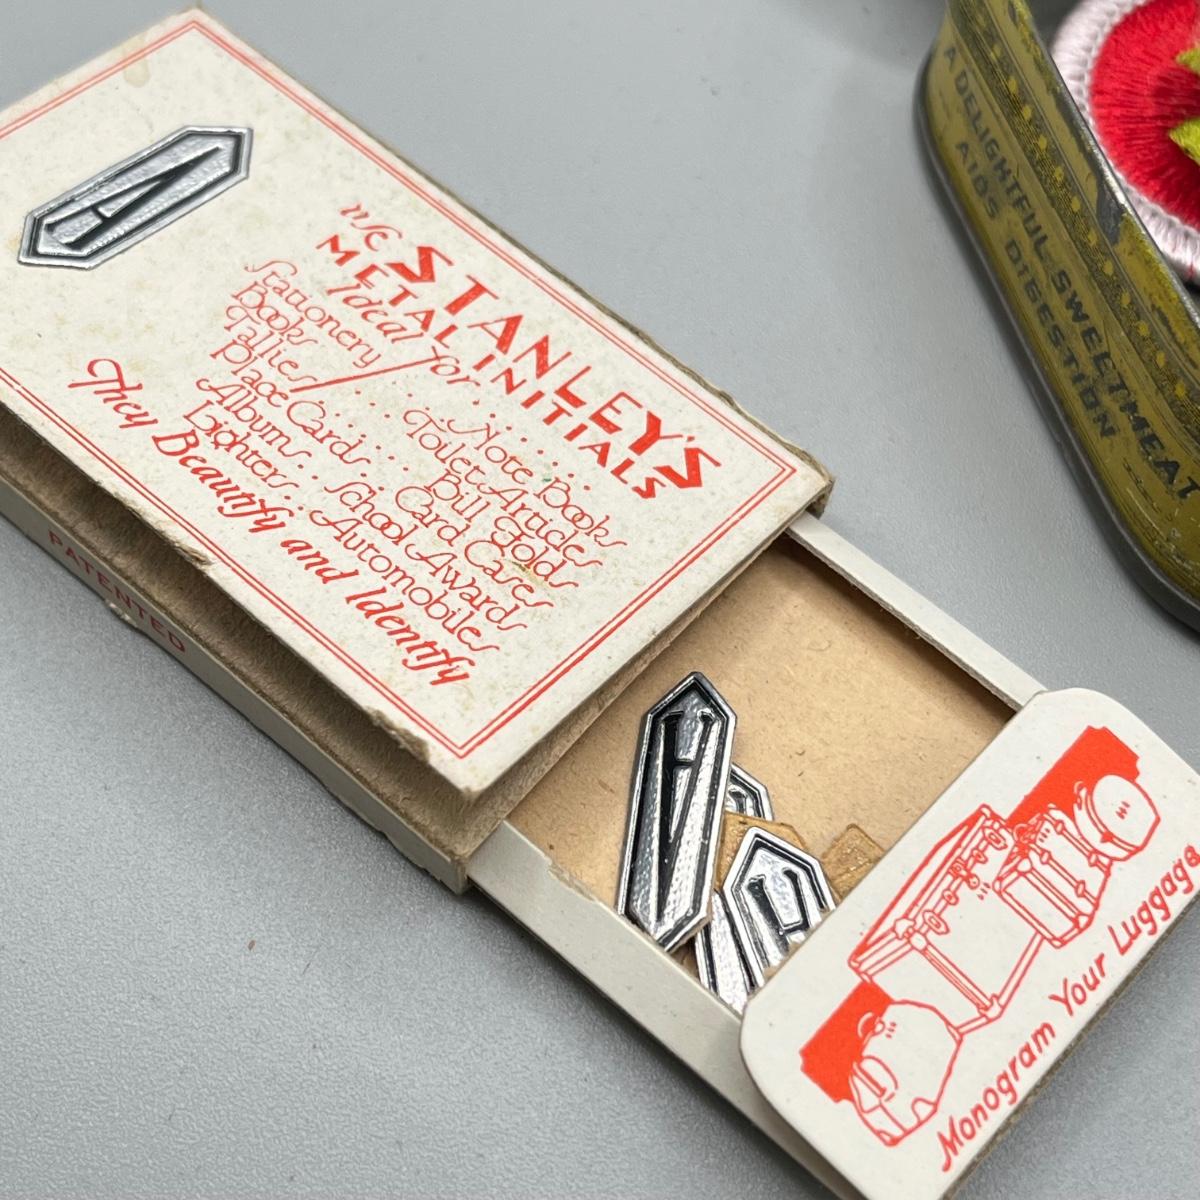 A
use STANLEY'S
METAL INITIALS
Ideal for
Stationery ..... Note Books
Books ..... Toilet Articles
Tallies ..... Bill Folds
Place Cards ... Card Cases
Albums ... School Awards
Lighters ... Automobiles
They Beautify and Identify
PATENTED
A
Monogram Your Luggage
A DELIGHTFUL SWEETMEAT
AIDS DIGESTION